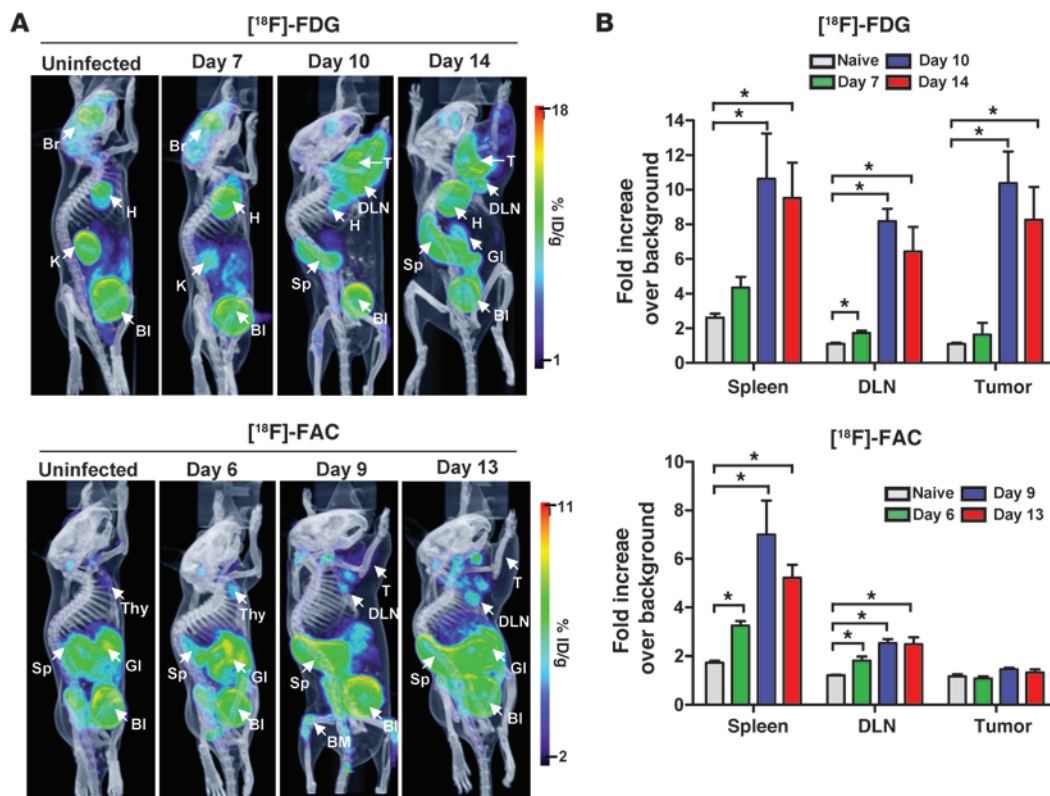 A
[¹⁸F]-FDG
Uninfected Day 7 Day 10 Day 14
Br Br T T
H H DLN DLN
H H
K K Sp Sp GI
Bl Bl Bl Bl
18
% ID/g
1
[¹⁸F]-FAC
Uninfected Day 6 Day 9 Day 13
Thy Thy T T
DLN DLN
Sp GI Sp GI Sp Sp GI
Bl Bl Bl Bl
BM
11
% ID/g
2
B
[¹⁸F]-FDG
Naive Day 10
Day 7 Day 14
Fold increae
over background
14
12
10
8
6
4
2
0
* * * * * * *
Spleen DLN Tumor
[¹⁸F]-FAC
Naive Day 9
Day 6 Day 13
Fold increae
over background
10
8
6
4
2
0
* * * * * *
Spleen DLN Tumor